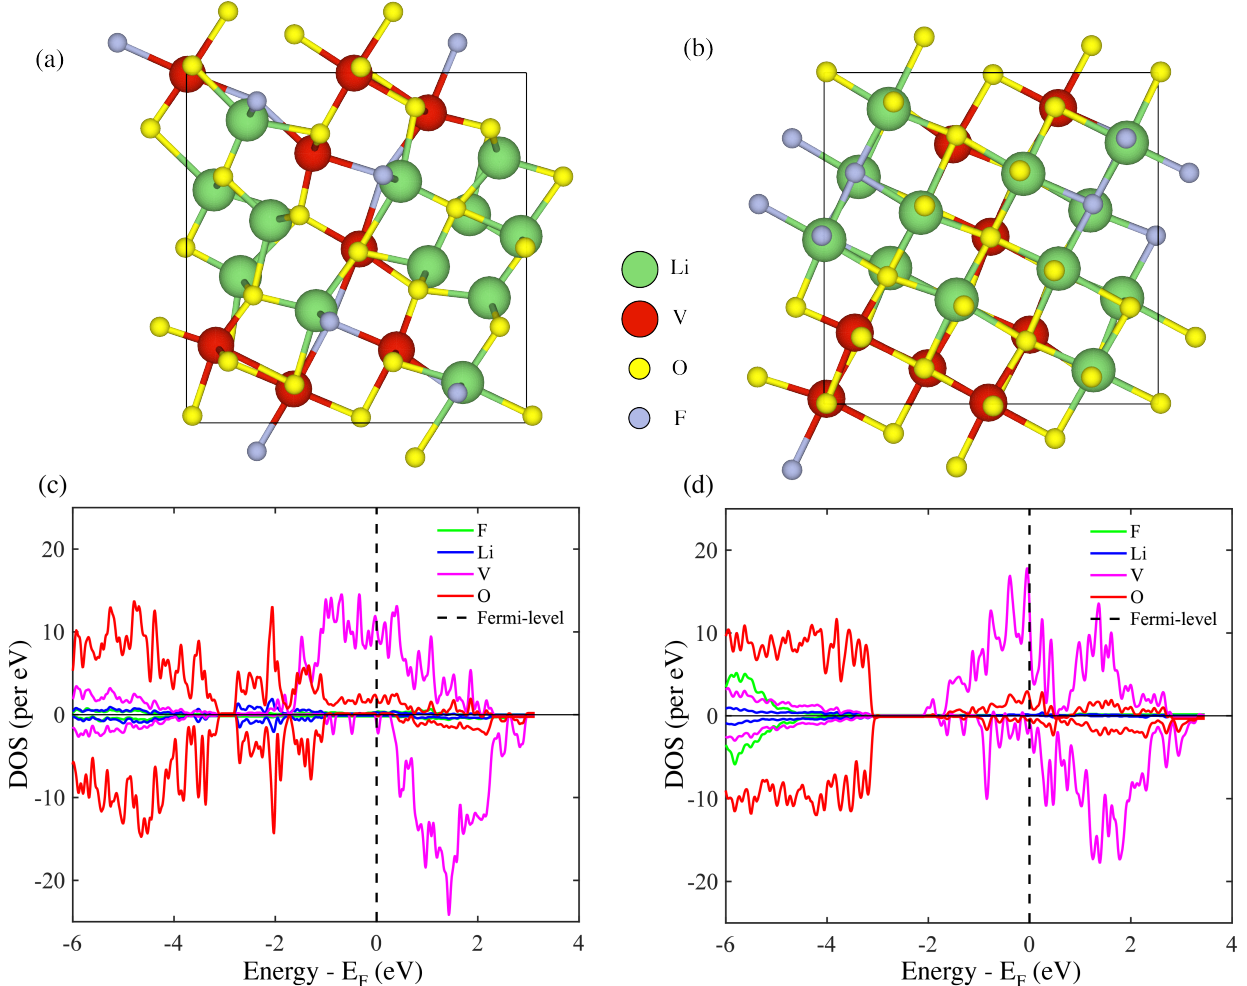 (a)
(b)
Li
V
O
F
(c)
(d)
F
Li
V
O
Fermi-level
20
10
0
-10
-20
DOS (per eV)
-6
-4
-2
0
2
4
Energy - E_F (eV)
F
Li
V
O
Fermi-level
20
10
0
-10
-20
DOS (per eV)
-6
-4
-2
0
2
4
Energy - E_F (eV)